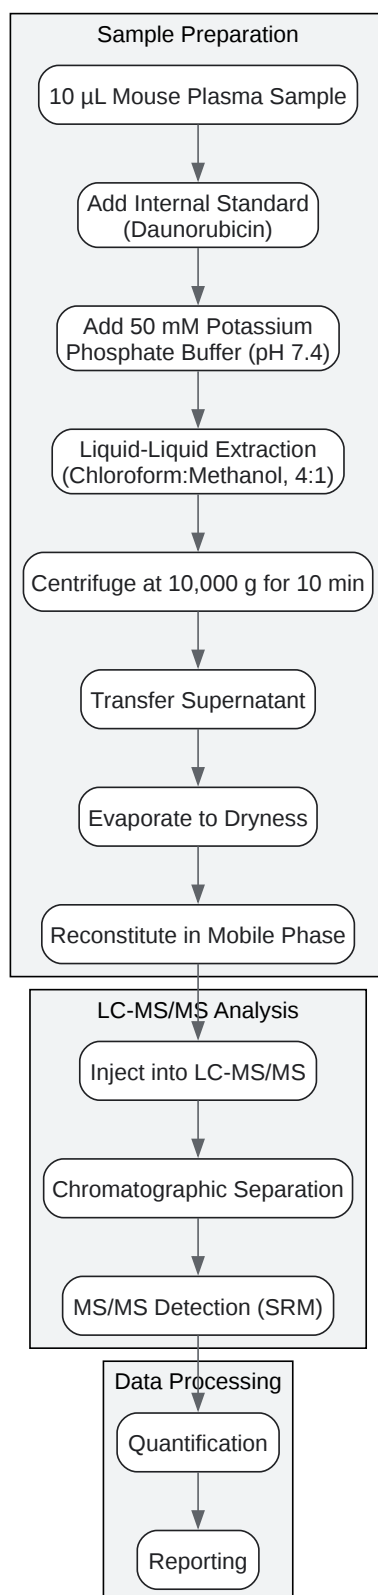 Sample Preparation
10 µL Mouse Plasma Sample
Add Internal Standard
(Daunorubicin)
Add 50 mM Potassium
Phosphate Buffer (pH 7.4)
Liquid-Liquid Extraction
(Chloroform:Methanol, 4:1)
Centrifuge at 10,000 g for 10 min
Transfer Supernatant
Evaporate to Dryness
Reconstitute in Mobile Phase
LC-MS/MS Analysis
Inject into LC-MS/MS
Chromatographic Separation
MS/MS Detection (SRM)
Data Processing
Quantification
Reporting